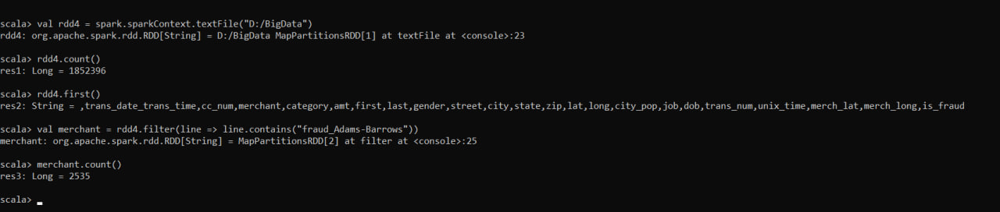 scala> val rdd4 = spark.sparkContext.textFile("D:/BigData")
rdd4: org.apache.spark.rdd.RDD[String] = D:/BigData MapPartitionsRDD[1] at textFile at <console>:23
scala> rdd4.count()
res1: Long = 1852396
scala> rdd4.first()
res2: String = ,trans_date_trans_time,cc_num,merchant,category,amt,first,last,gender,street,city,state,zip,lat,long,city_pop,job,dob,trans_num,unix_time,merch_lat,merch_long,is_fraud
scala> val merchant = rdd4.filter(line => line.contains("fraud_Adams-Barrows"))
merchant: org.apache.spark.rdd.RDD[String] = MapPartitionsRDD[2] at filter at <console>:25
scala> merchant.count()
res3: Long = 2535
scala>